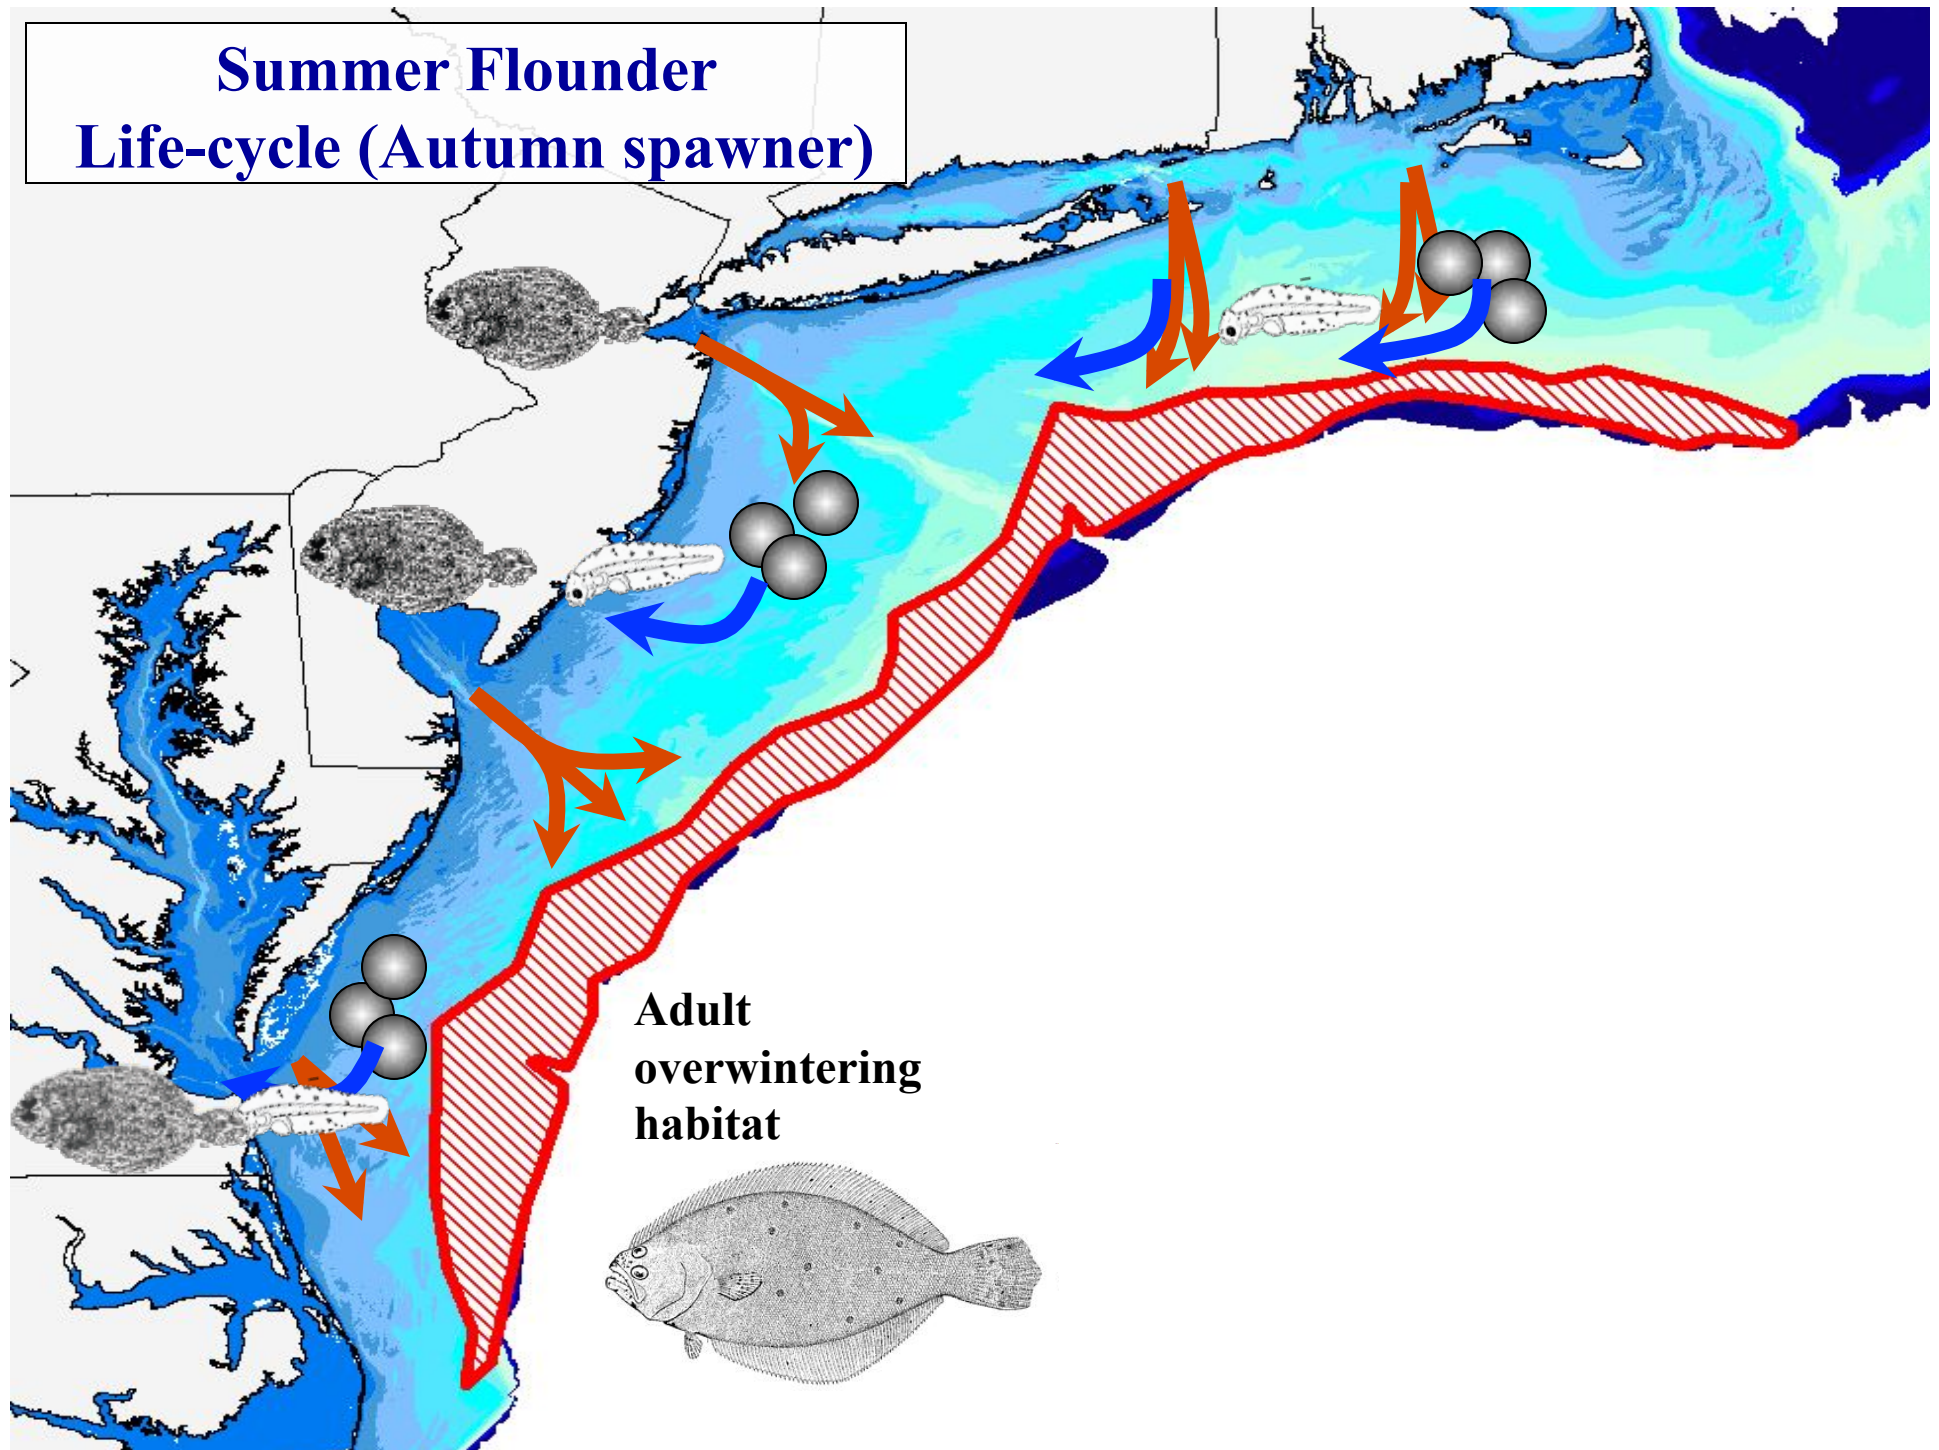 Summer Flounder
Life-cycle (Autumn spawner)
Adult
overwintering
habitat